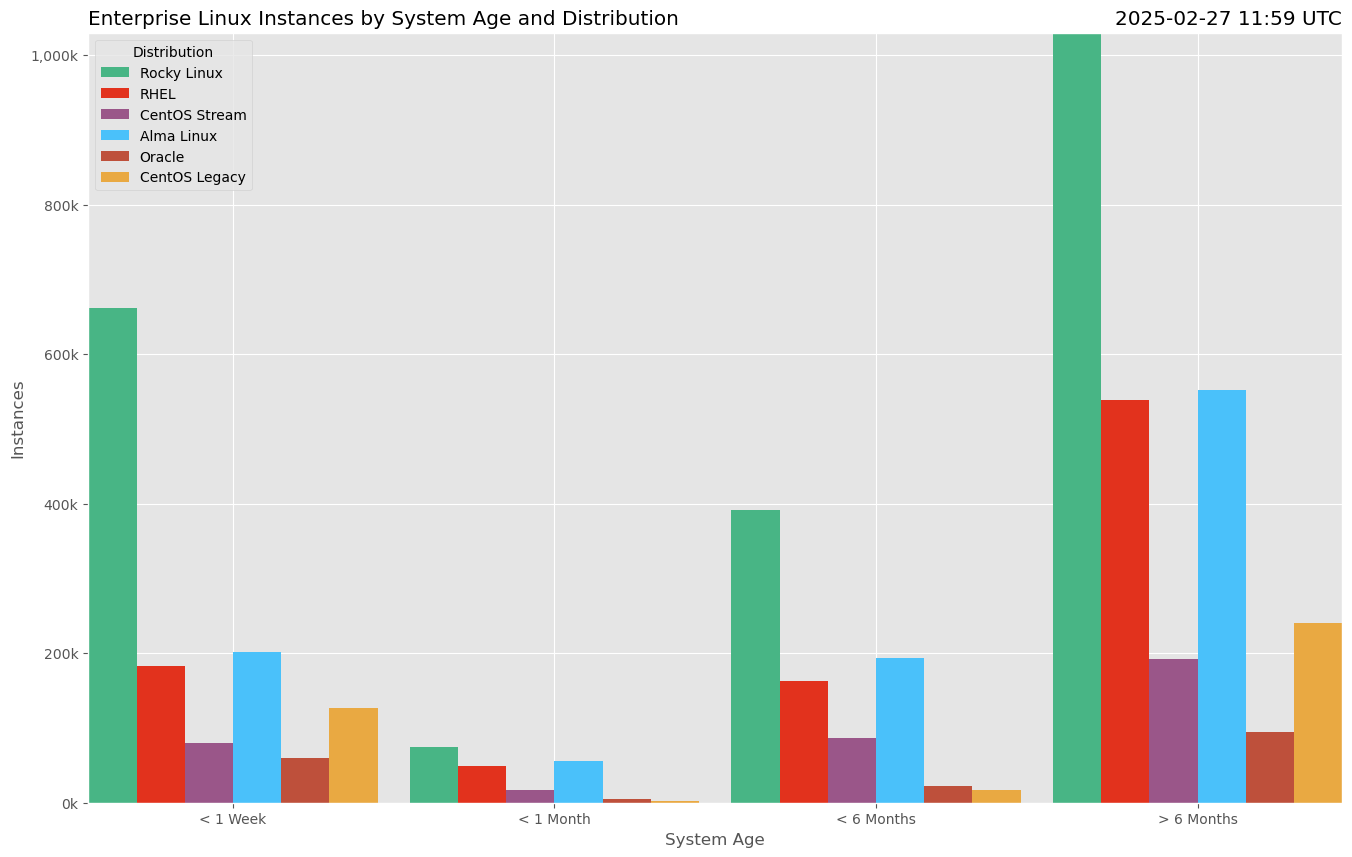 Enterprise Linux Instances by System Age and Distribution
2025-02-27 11:59 UTC
Distribution
Rocky Linux
RHEL
CentOS Stream
Alma Linux
Oracle
CentOS Legacy
1,000k
800k
600k
400k
200k
0k
Instances
< 1 Week
< 1 Month
< 6 Months
> 6 Months
System Age